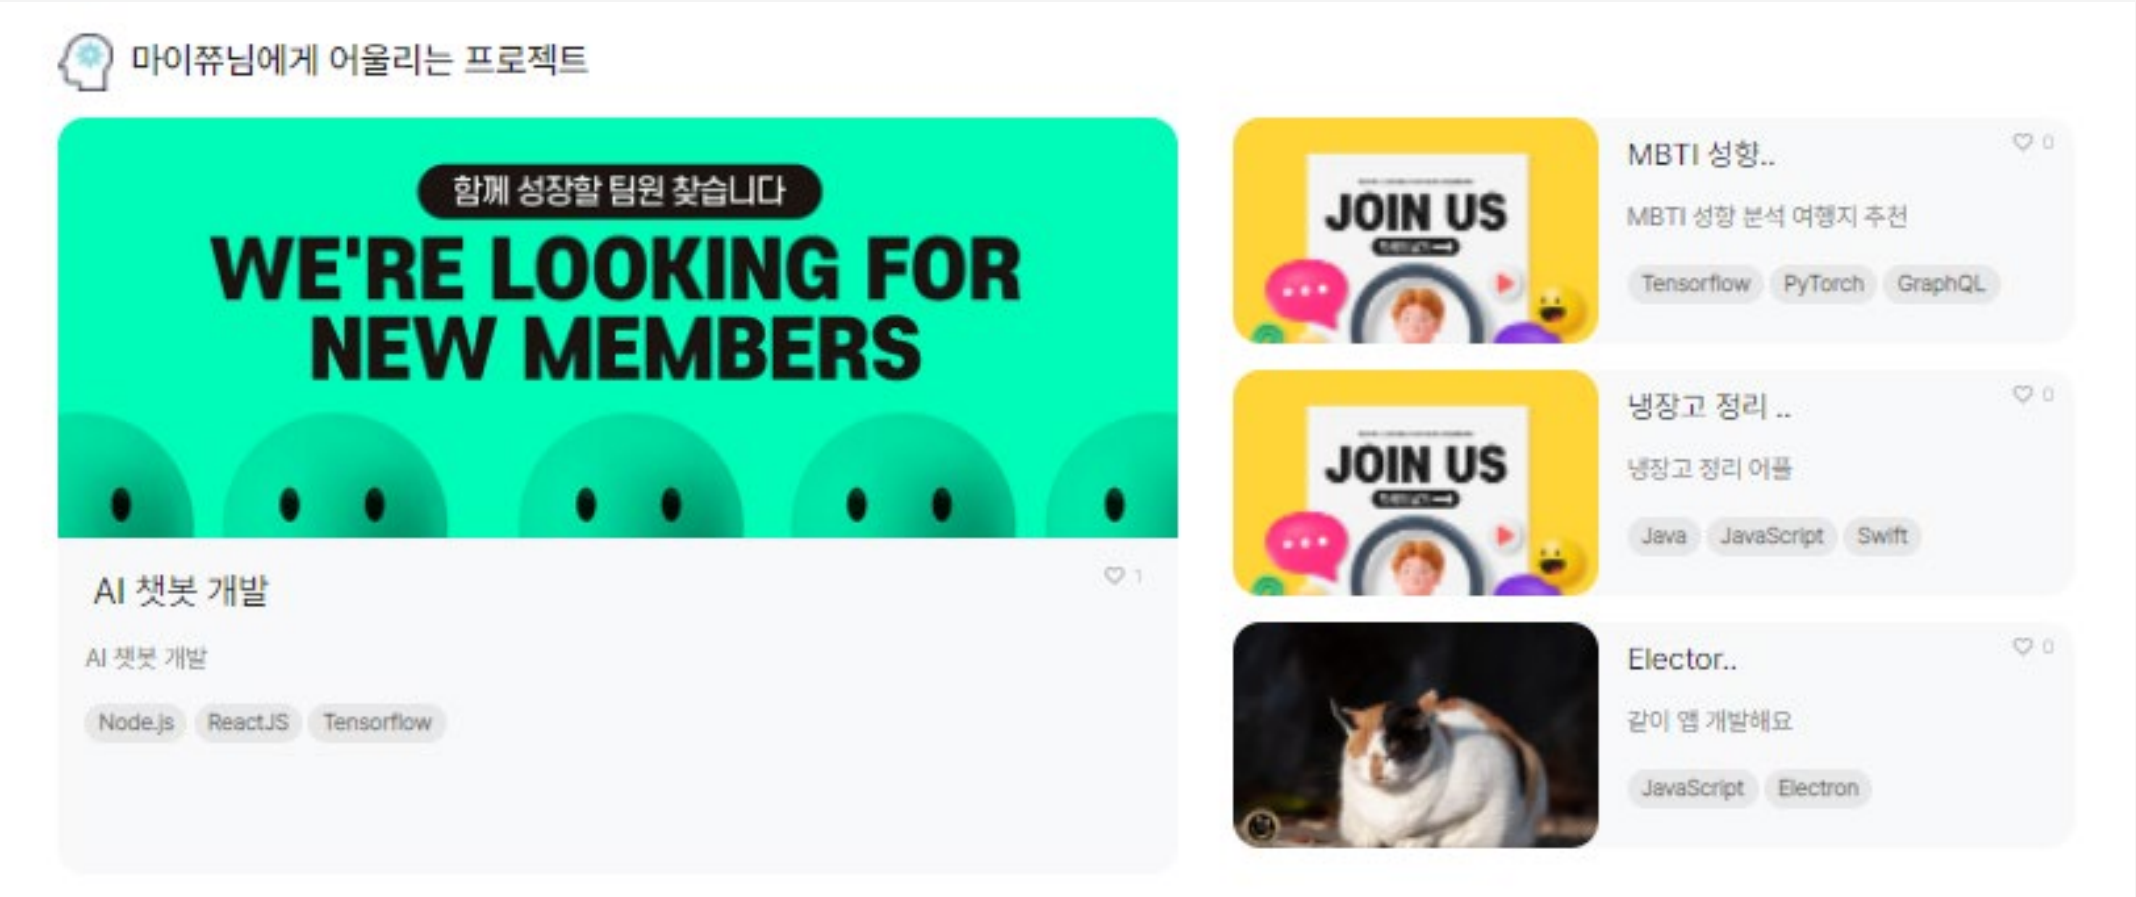 마이쮸님에게 어울리는 프로젝트
함께 성장할 팀원 찾습니다
WE'RE LOOKING FOR
NEW MEMBERS
AI 챗봇 개발
1
AI 챗봇 개발
Node.js ReactJS Tensorflow
JOIN US
MBTI 성향..
0
MBTI 성향 분석 여행지 추천
Tensorflow PyTorch GraphQL
JOIN US
냉장고 정리 ..
0
냉장고 정리 어플
Java JavaScript Swift
Elector..
0
같이 앱 개발해요
JavaScript Electron